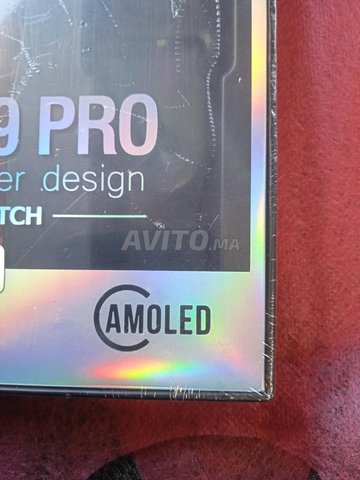 9 PRO
er .design
TCH
AVITO.MA
AMOLED